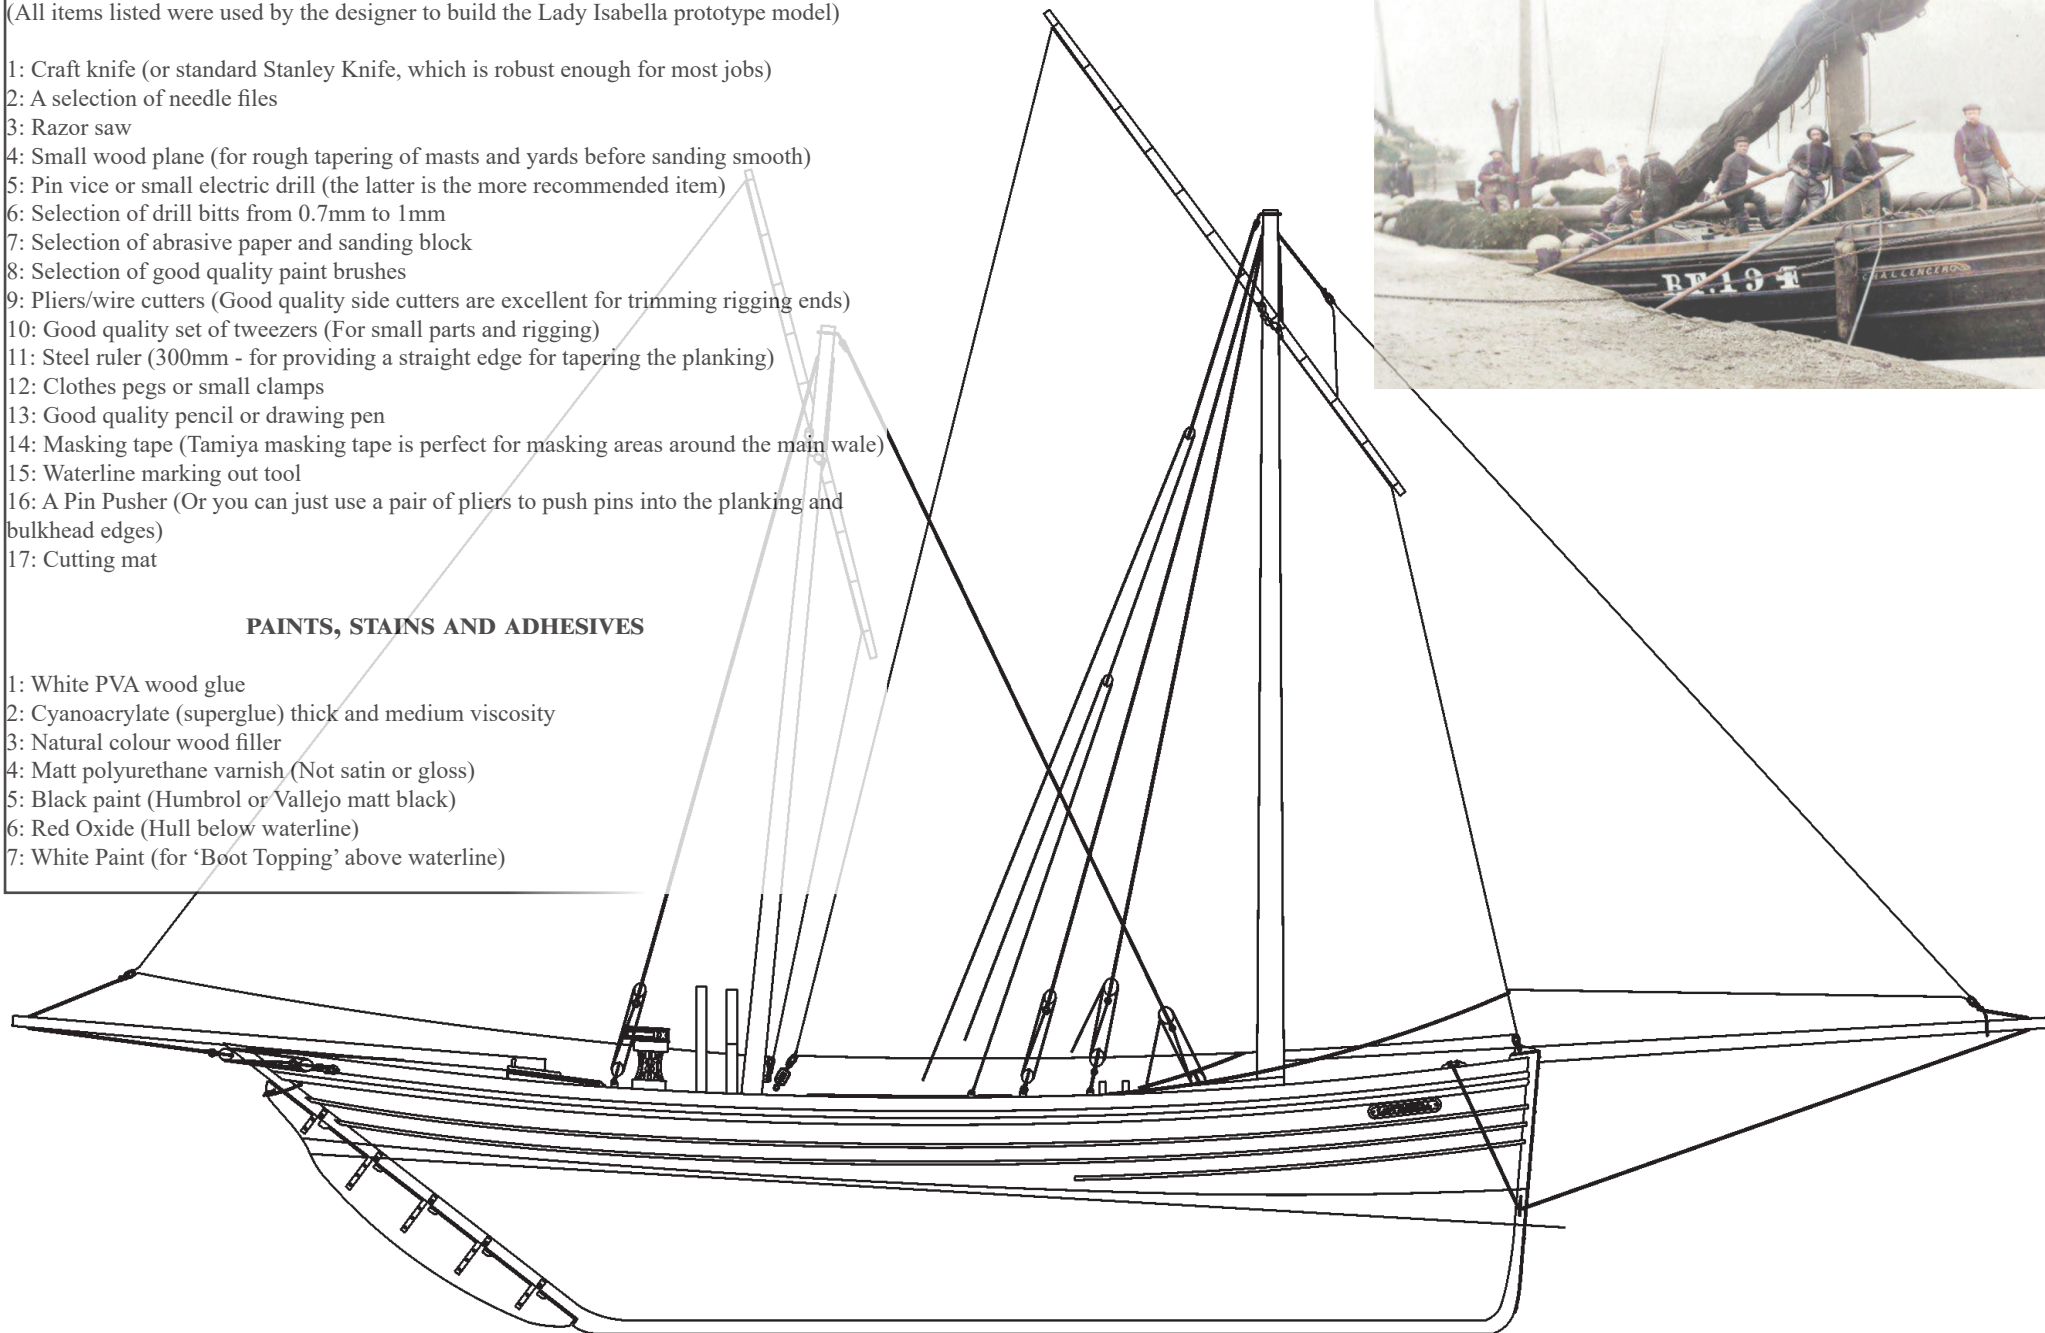 (All items listed were used by the designer to build the Lady Isabella prototype model)
1: Craft knife (or standard Stanley Knife, which is robust enough for most jobs)
2: A selection of needle files
3: Razor saw
4: Small wood plane (for rough tapering of masts and yards before sanding smooth)
5: Pin vice or small electric drill (the latter is the more recommended item)
6: Selection of drill bitts from 0.7mm to 1mm
7: Selection of abrasive paper and sanding block
8: Selection of good quality paint brushes
9: Pliers/wire cutters (Good quality side cutters are excellent for trimming rigging ends)
10: Good quality set of tweezers (For small parts and rigging)
11: Steel ruler (300mm - for providing a straight edge for tapering the planking)
12: Clothes pegs or small clamps
13: Good quality pencil or drawing pen
14: Masking tape (Tamiya masking tape is perfect for masking areas around the main wale)
15: Waterline marking out tool
16: A Pin Pusher (Or you can just use a pair of pliers to push pins into the planking and
bulkhead edges)
17: Cutting mat
PAINTS, STAINS AND ADHESIVES
1: White PVA wood glue
2: Cyanoacrylate (superglue) thick and medium viscosity
3: Natural colour wood filler
4: Matt polyurethane varnish (Not satin or gloss)
5: Black paint (Humbrol or Vallejo matt black)
6: Red Oxide (Hull below waterline)
7: White Paint (for ‘Boot Topping’ above waterline)
CHALLENGER